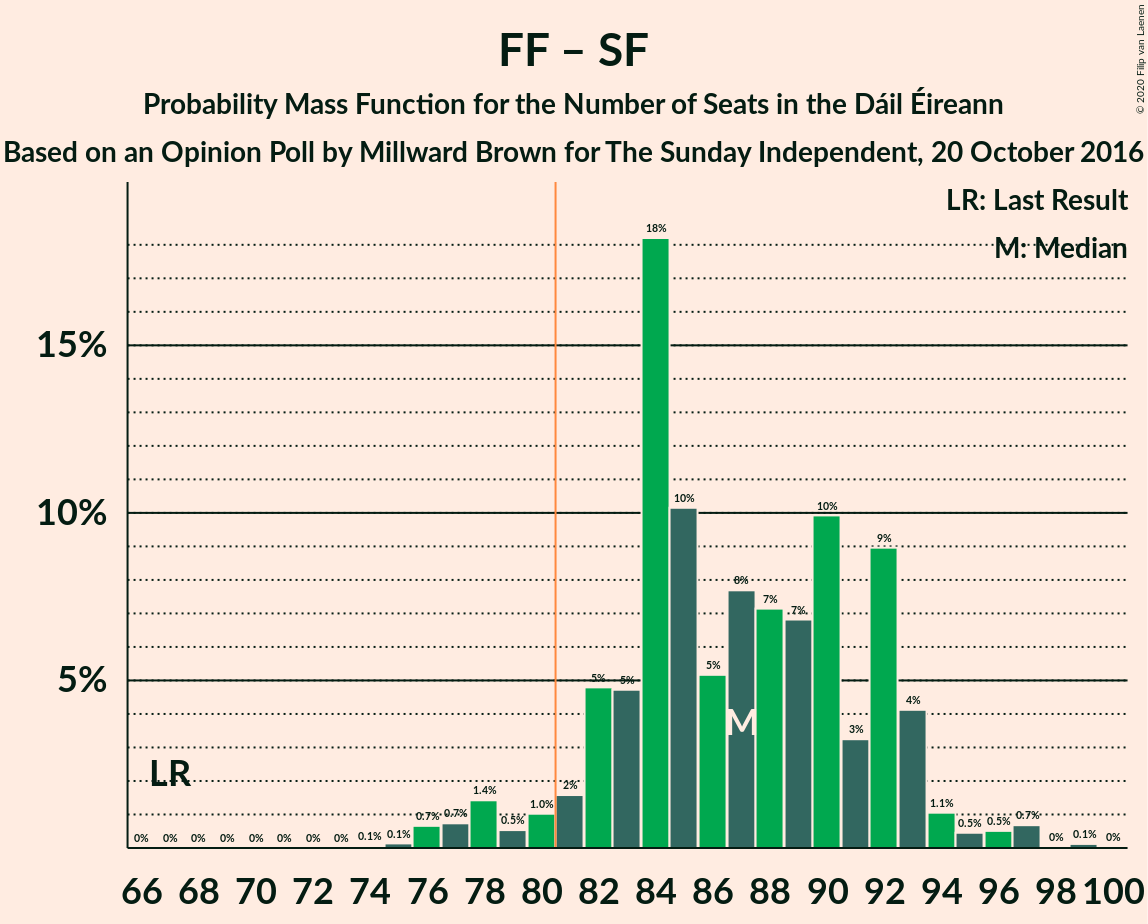 FF – SF
Probability Mass Function for the Number of Seats in the Dáil Éireann
Based on an Opinion Poll by Millward Brown for The Sunday Independent, 20 October 2016
© 2020 Filip van Laenen
LR: Last Result
M: Median
18%
15%
10%
10%
10%
9%
8%
7%
7%
5%
5%
5%
5%
M
4%
3%
LR
2%
1.4%
1.0%
1.1%
0% 0% 0% 0% 0% 0% 0% 0% 0.1% 0.1% 0.7% 0.7% 0.5% 0.5% 0.5% 0.7% 0% 0.1% 0%
66 68 70 72 74 76 78 80 82 84 86 88 90 92 94 96 98 100